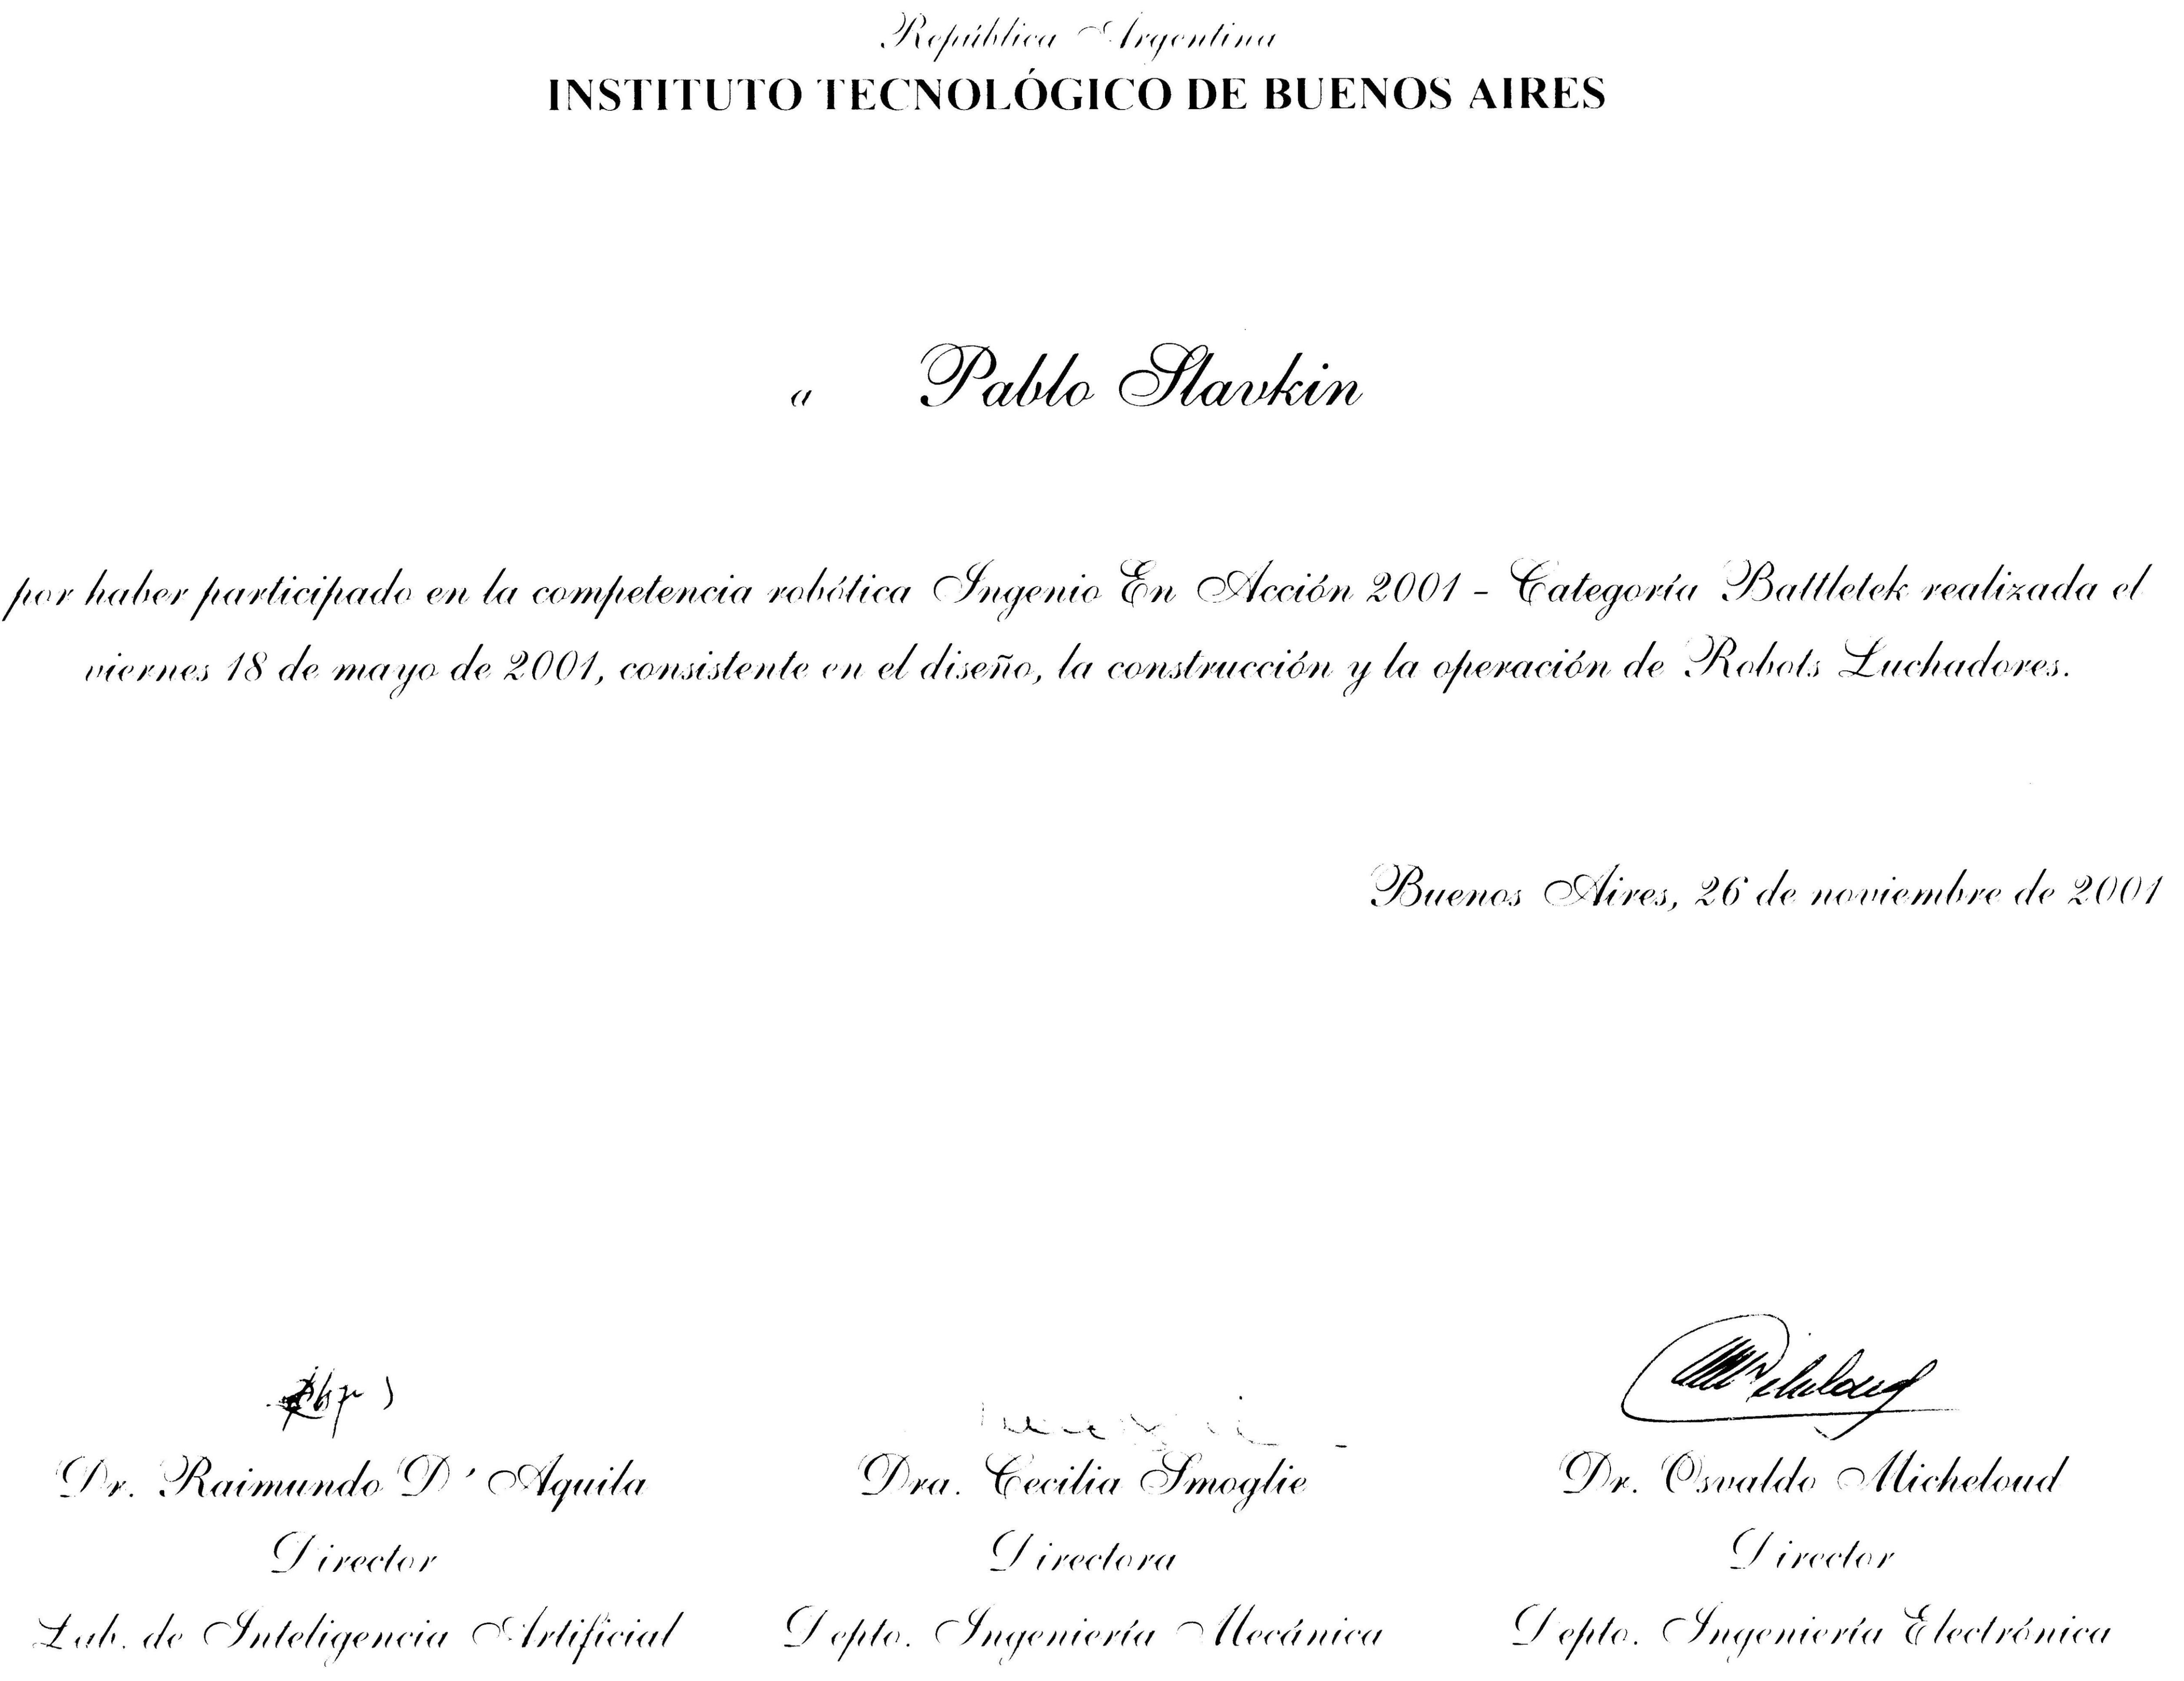 República Argentina
INSTITUTO TECNOLÓGICO DE BUENOS AIRES
a Pablo Slavkin
por haber participado en la competencia robótica Ingenio En Acción 2001 - Categoría Battletek realizada el
viernes 18 de mayo de 2001, consistente en el diseño, la construcción y la operación de Robots Luchadores.
Buenos Aires, 26 de noviembre de 2001
Dr. Raimundo D' Aquila
Director
Lab. de Inteligencia Artificial
Dra. Cecilia Smoglie
Directora
Depto. Ingeniería Mecánica
Dr. Osvaldo Micheloud
Director
Depto. Ingeniería Electrónica